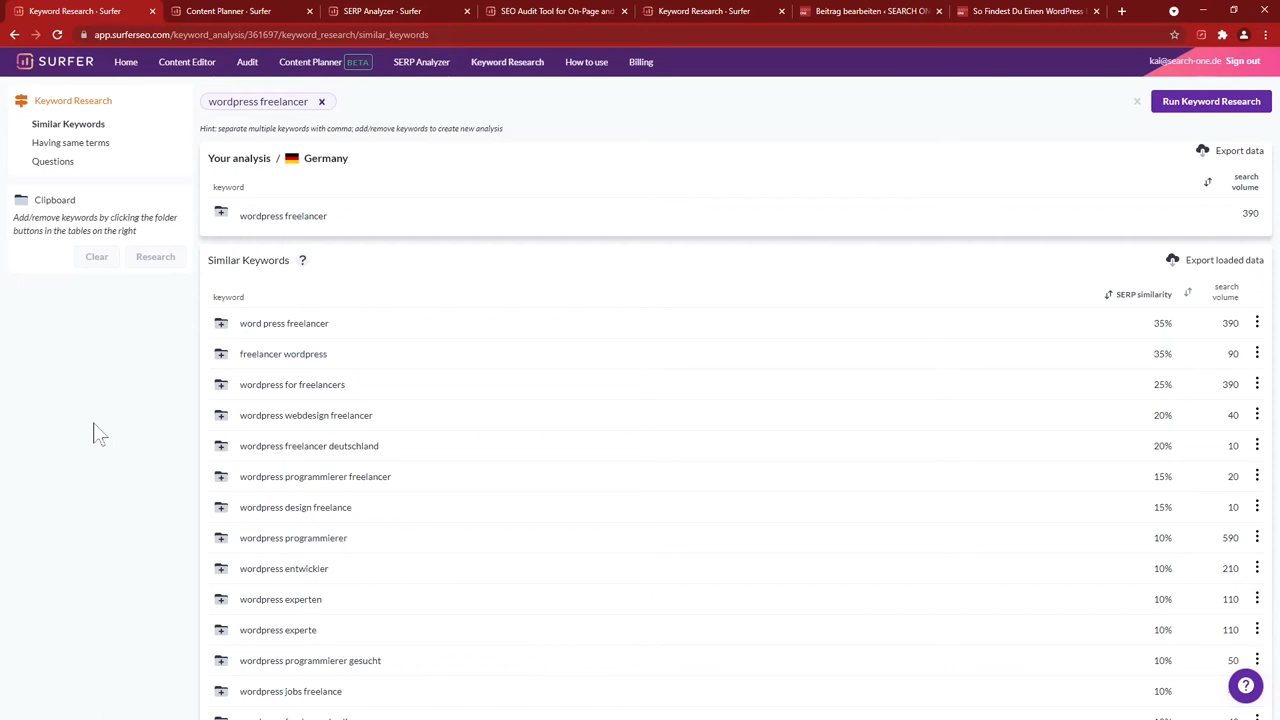 Keyword Research - Surfer
Content Planner - Surfer
SERP Analyzer - Surfer
SEO Audit Tool for On-Page and
Keyword Research - Surfer
Beitrag bearbeiten ‹ SEARCH ON
So Findest Du Einen WordPress
app.surferseo.com/keyword_analysis/361697/keyword_research/similar_keywords
SURFER
Home
Content Editor
Audit
Content Planner BETA
SERP Analyzer
Keyword Research
How to use
Billing
kai@search-one.de Sign out
Keyword Research
Similar Keywords
Having same terms
Questions
Clipboard
Add/remove keywords by clicking the folder
buttons in the tables on the right
Clear
Research
wordpress freelancer x
Run Keyword Research
Hint: separate multiple keywords with comma; add/remove keywords to create new analysis
Your analysis / Germany
Export data
keyword
search
volume
wordpress freelancer 390
Similar Keywords ?
Export loaded data
keyword
SERP similarity
search
volume
word press freelancer 35% 390
freelancer wordpress 35% 90
wordpress for freelancers 25% 390
wordpress webdesign freelancer 20% 40
wordpress freelancer deutschland 20% 10
wordpress programmierer freelancer 15% 20
wordpress design freelance 15% 10
wordpress programmierer 10% 590
wordpress entwickler 10% 210
wordpress experten 10% 110
wordpress experte 10% 110
wordpress programmierer gesucht 10% 50
wordpress jobs freelance 10%
?